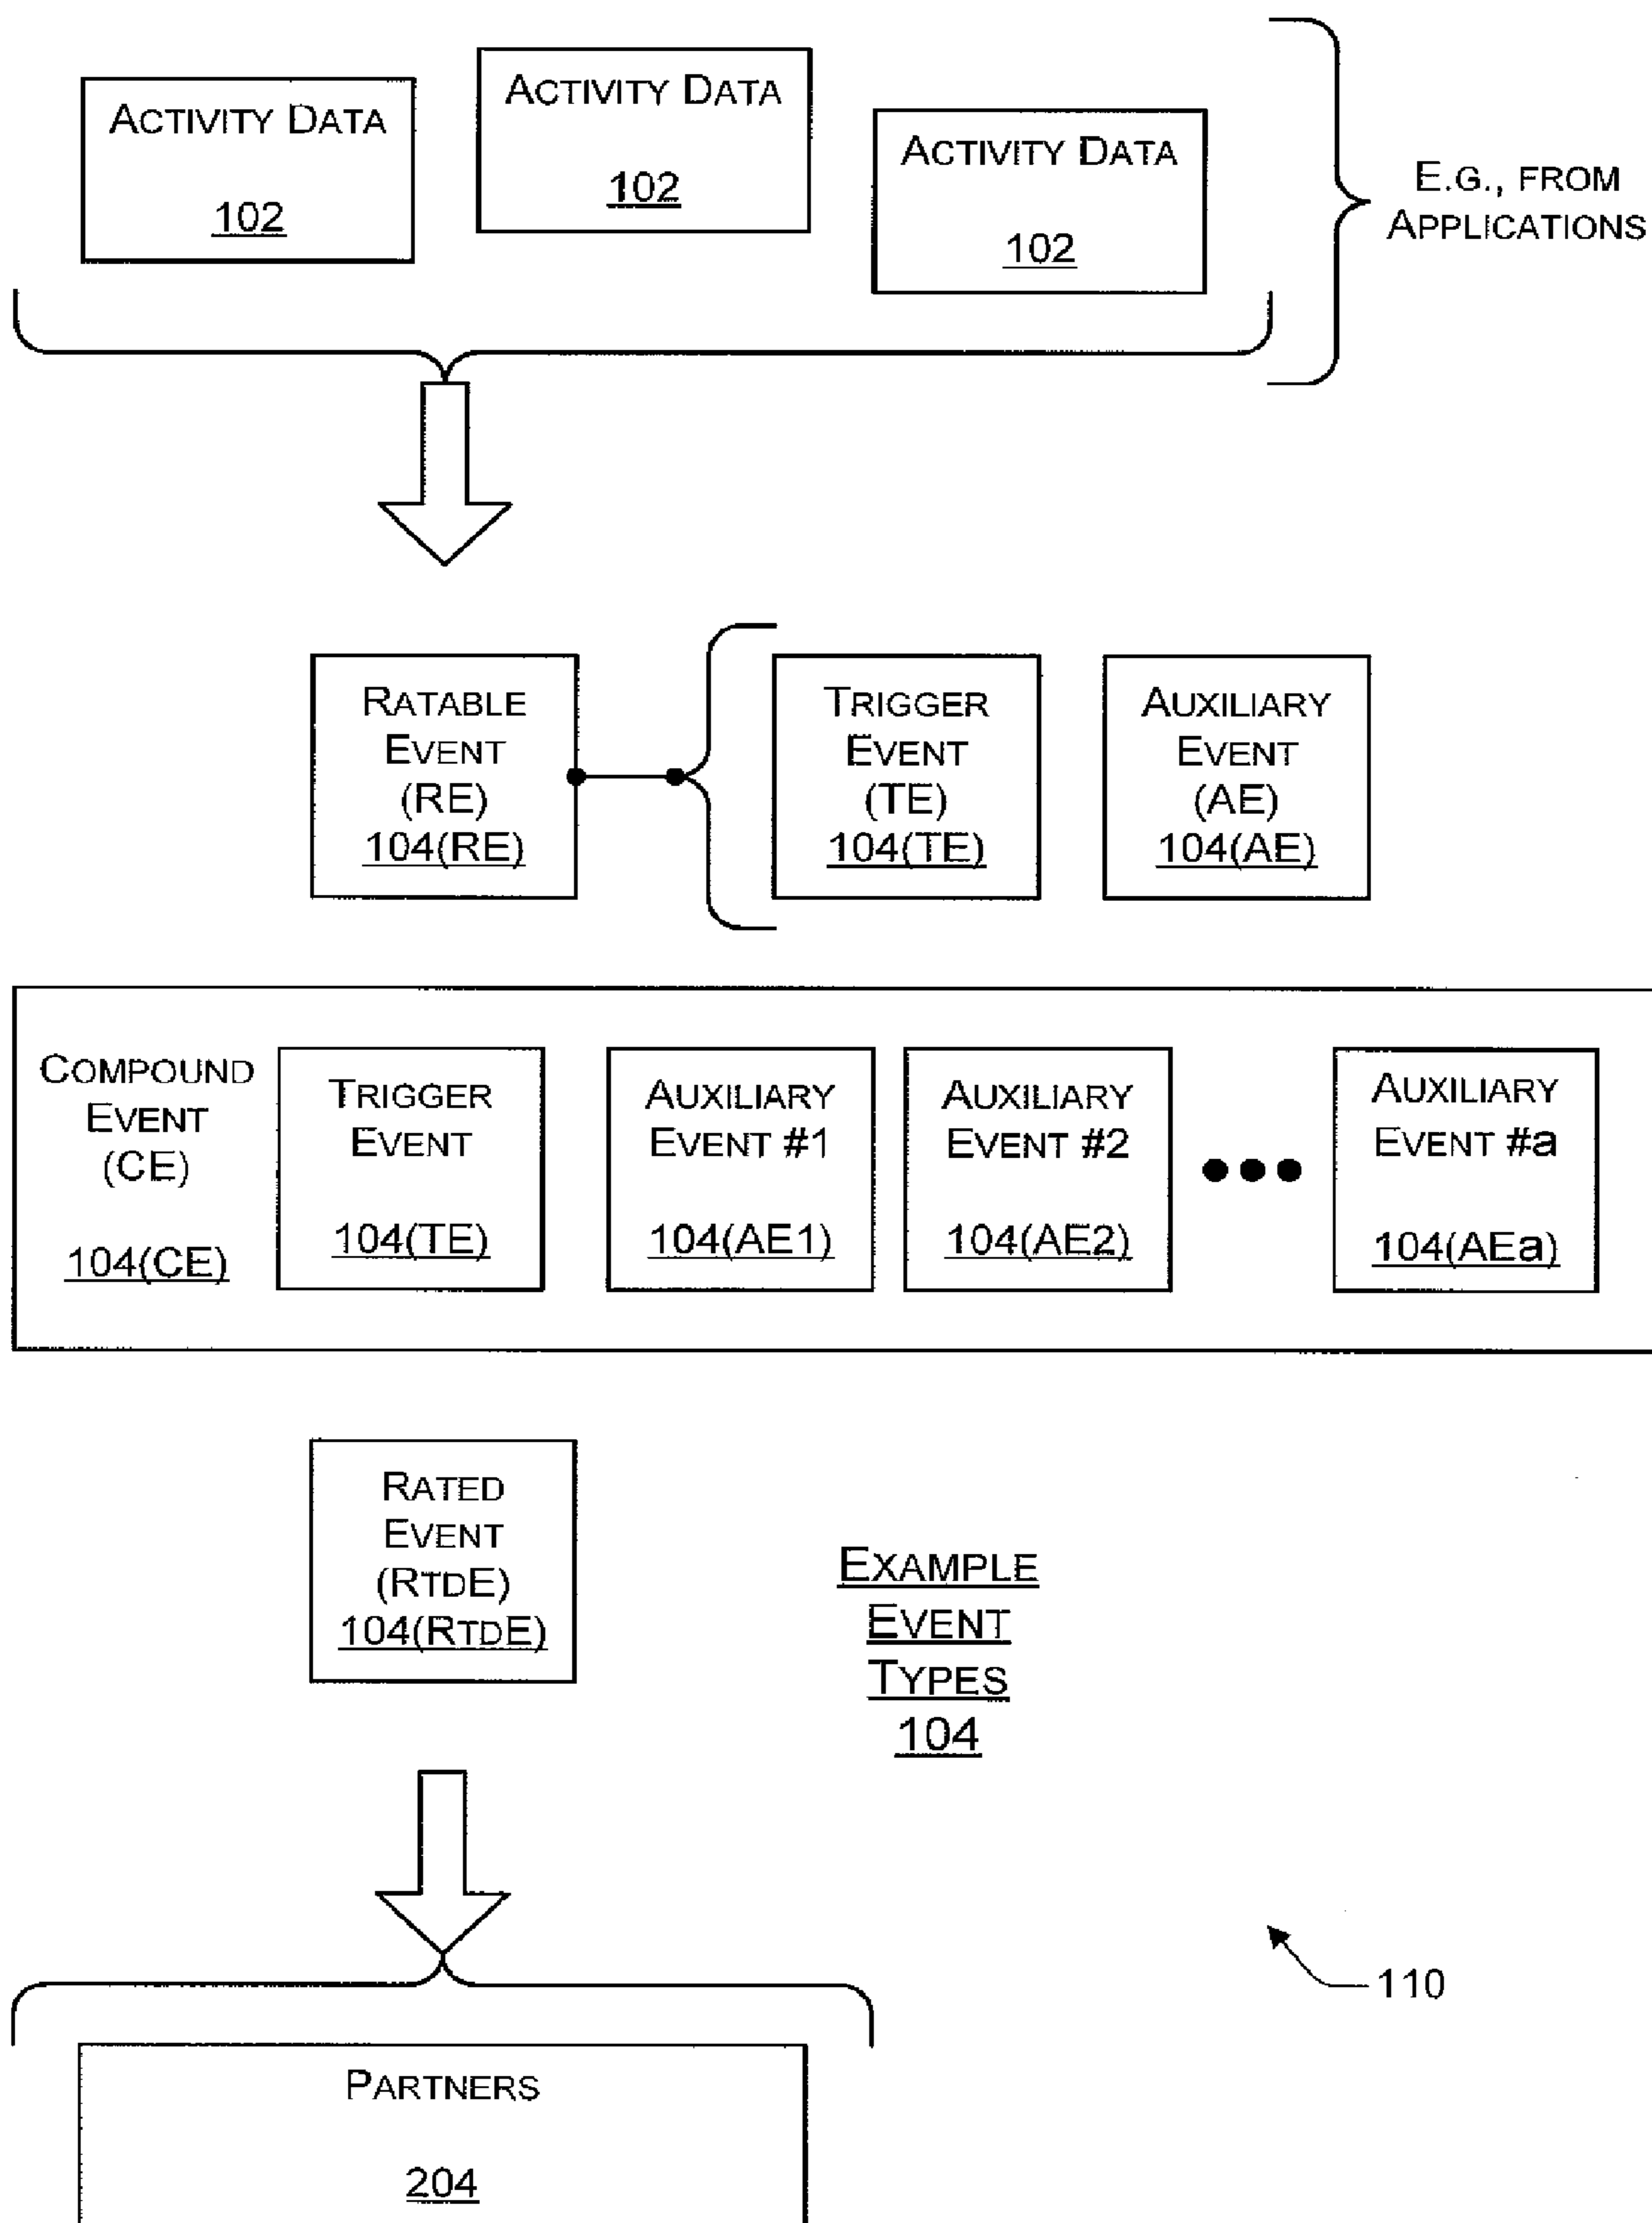 ACTIVITY DATA
102
ACTIVITY DATA
102
ACTIVITY DATA
102
E.G., FROM
APPLICATIONS
RATABLE
EVENT
(RE)
104(RE)
TRIGGER
EVENT
(TE)
104(TE)
AUXILIARY
EVENT
(AE)
104(AE)
COMPOUND
EVENT
(CE)
104(CE)
TRIGGER
EVENT
104(TE)
AUXILIARY
EVENT #1
104(AE1)
AUXILIARY
EVENT #2
104(AE2)
AUXILIARY
EVENT #a
104(AEa)
RATED
EVENT
(RTDE)
104(RTDE)
EXAMPLE
EVENT
TYPES
104
110
PARTNERS
204